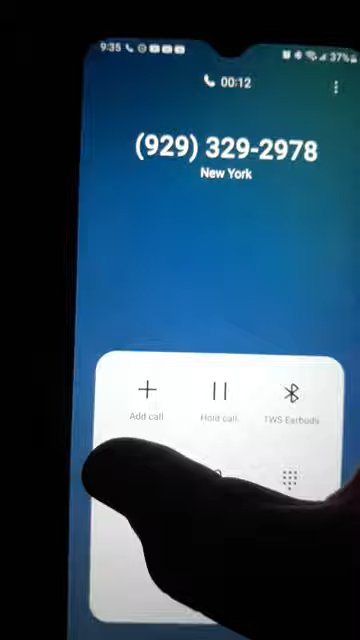 9:35
37%
00:12
(929) 329-2978
New York
Add call
Hold call
TWS Earbuds